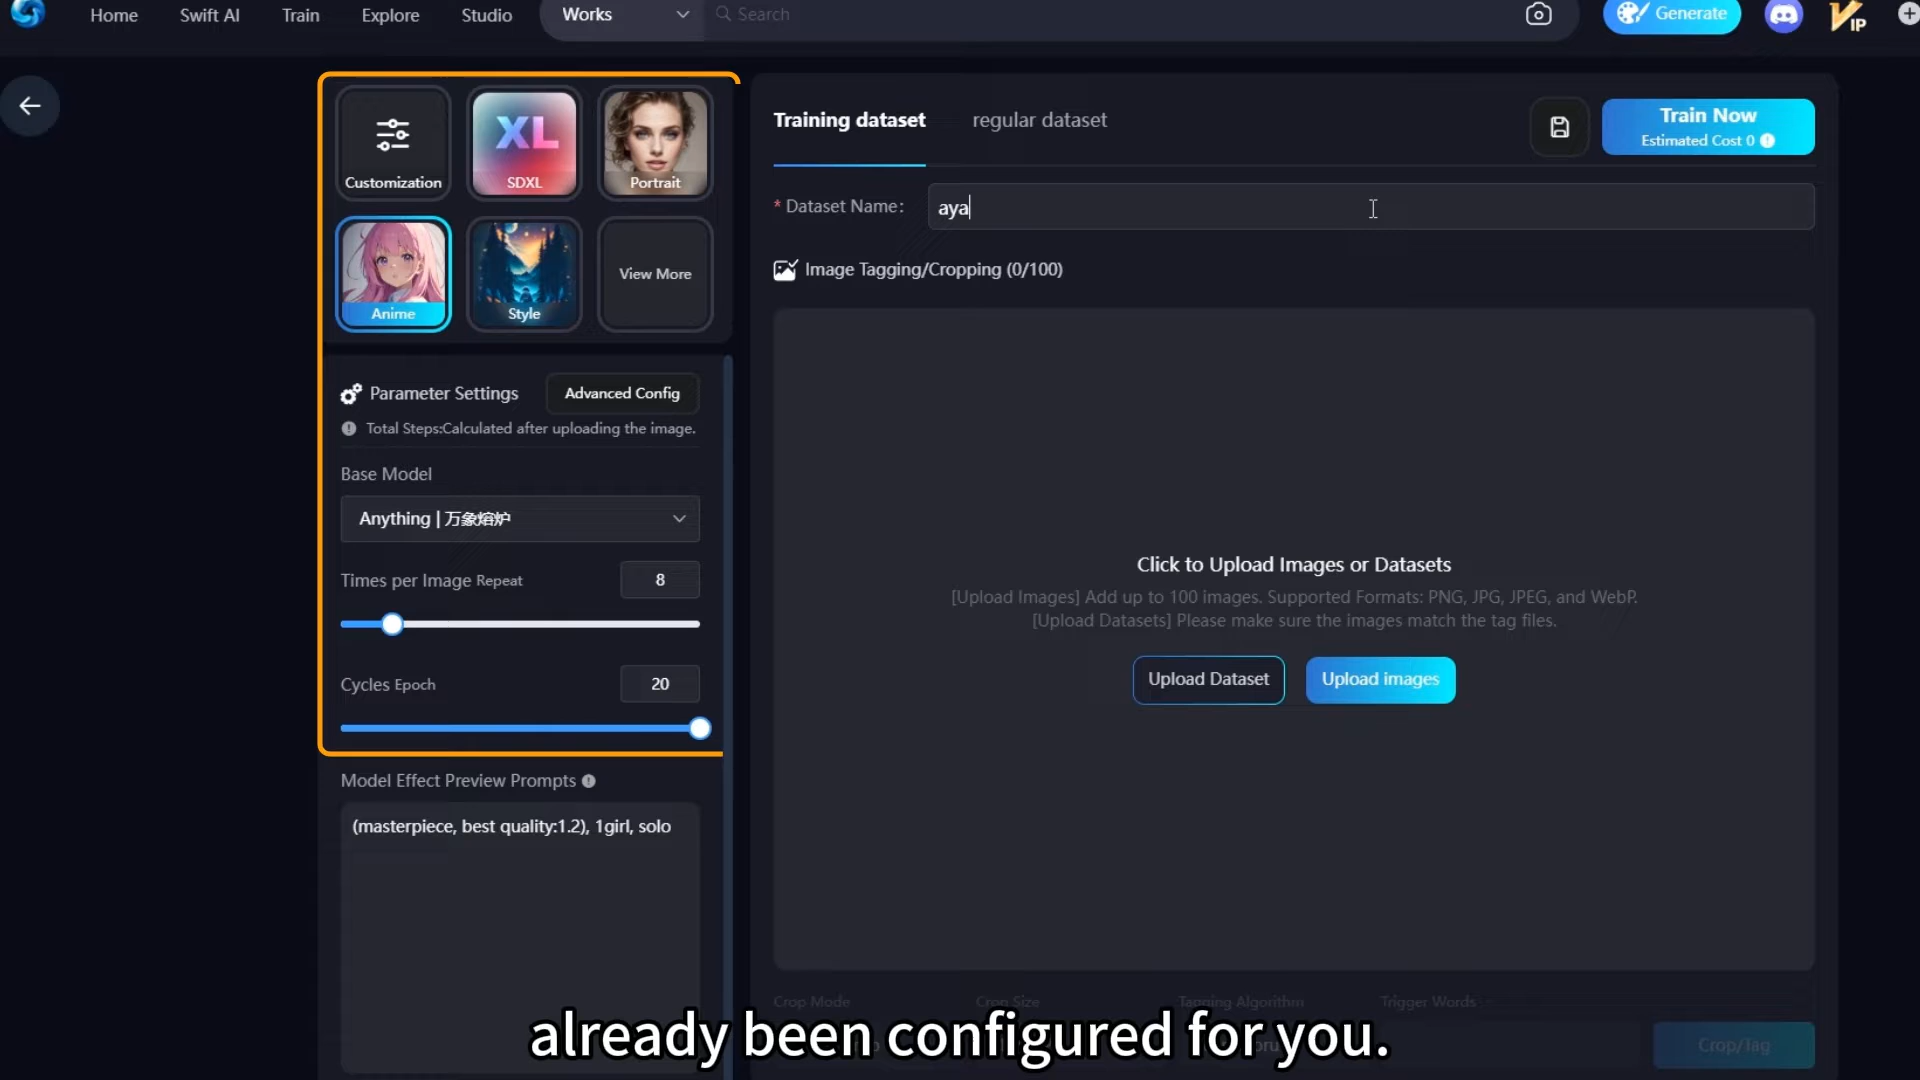 Home
Swift AI
Train
Explore
Studio
Works
Search
Generate
VIP
Customization
XL
SDXL
Portrait
Anime
Style
View More
Parameter Settings
Advanced Config
Total Steps:Calculated after uploading the image.
Base Model
Anything | 万象熔炉
Times per Image Repeat
8
Cycles Epoch
20
Model Effect Preview Prompts
(masterpiece, best quality:1.2), 1girl, solo
Training dataset
regular dataset
Train Now
Estimated Cost 0
* Dataset Name:
aya
Image Tagging/Cropping (0/100)
Click to Upload Images or Datasets
[Upload Images] Add up to 100 images. Supported Formats: PNG, JPG, JPEG, and WebP.
[Upload Datasets] Please make sure the images match the tag files.
Upload Dataset
Upload images
Crop Mode
Crop Size
Tagging Algorithm
Trigger Words
Crop/Tag
already been configured for you.